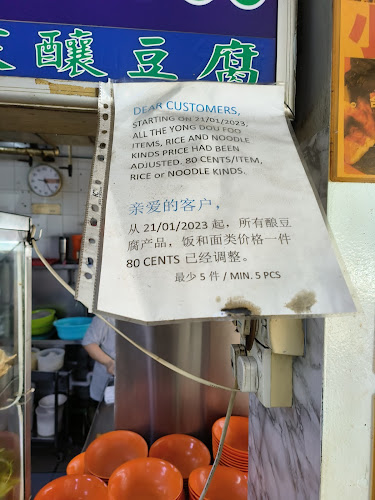 釀豆腐
DEAR CUSTOMERS,
STARTING ON 21/01/2023,
ALL THE YONG DOU FOO
ITEMS, RICE AND NOODLE
KINDS PRICE HAD BEEN
ADJUSTED. 80 CENTS/ITEM,
RICE or NOODLE KINDS.
亲爱的客户，
从 21/01/2023 起，所有酿豆
腐产品，饭和面类价格一件
80 CENTS 已经调整。
最少 5 件 / MIN. 5 PCS